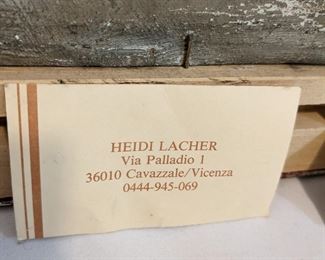 HEIDI LACHER
Via Palladio 1
36010 Cavazzale/Vicenza
0444-945-069